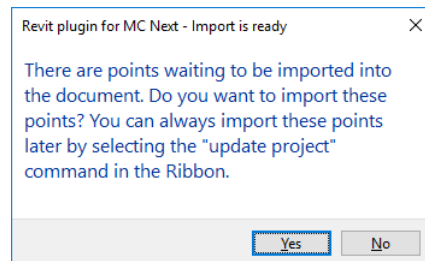 Revit plugin for MC Next - Import is ready
There are points waiting to be imported into
the document. Do you want to import these
points? You can always import these points
later by selecting the "update project"
command in the Ribbon.
Yes
No